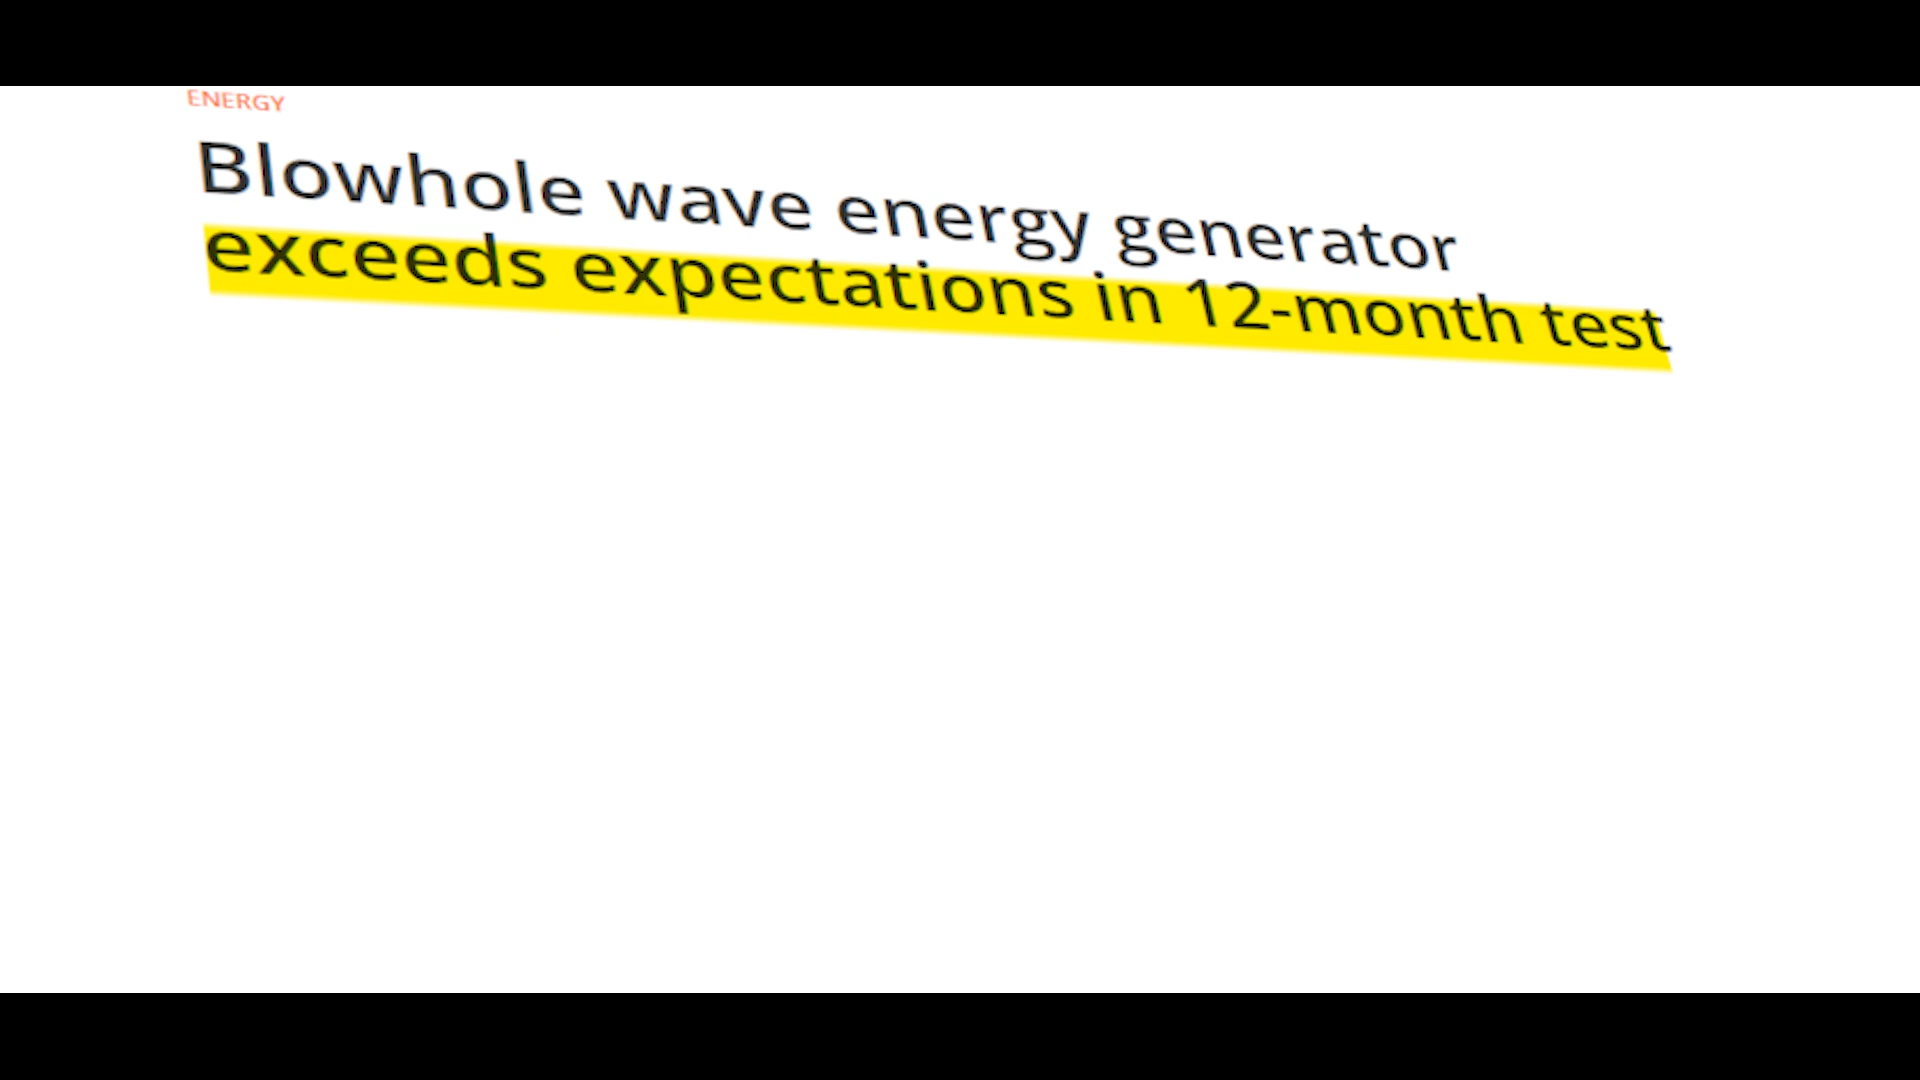 ENERGY
Blowhole wave energy generator
exceeds expectations in 12-month test